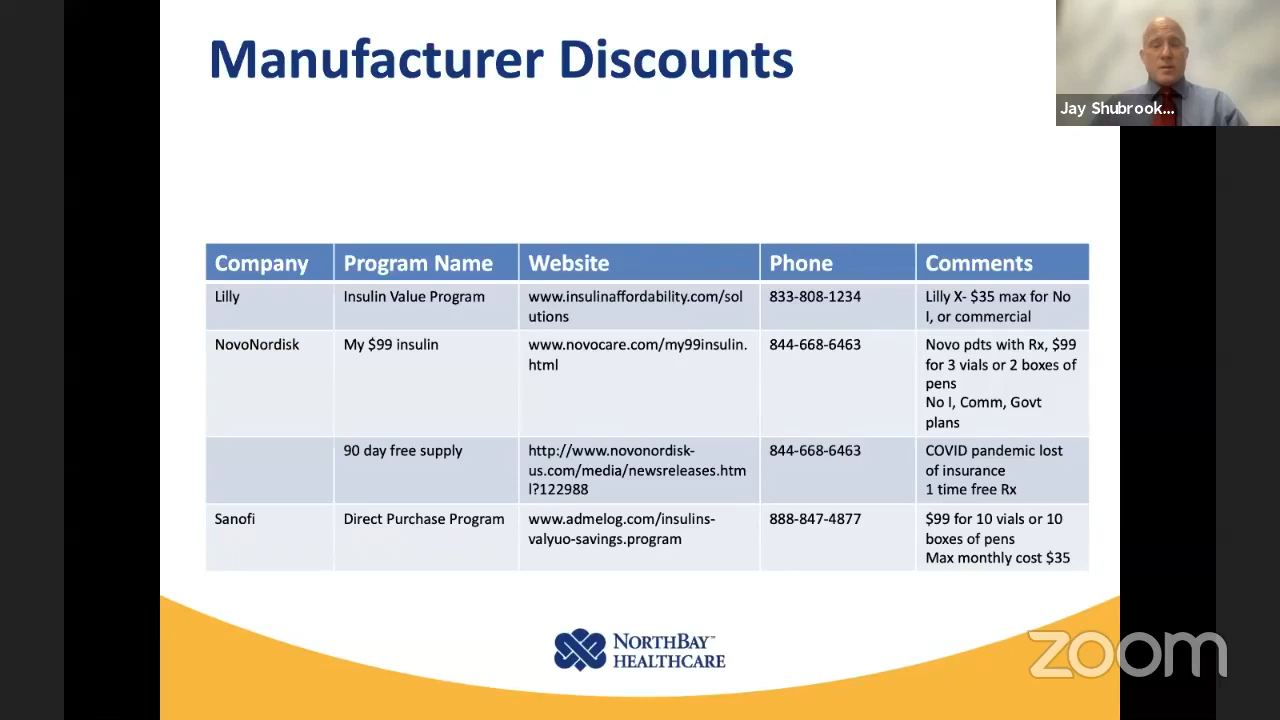 Manufacturer Discounts
Jay Shubrook...
Company Program Name Website Phone Comments
Lilly Insulin Value Program www.insulinaffordability.com/sol 833-808-1234 Lilly X- $35 max for No
utions I, or commercial
NovoNordisk My $99 insulin www.novocare.com/my99insulin. 844-668-6463 Novo pdts with Rx, $99
html for 3 vials or 2 boxes of
pens
No I, Comm, Govt
plans
90 day free supply http://www.novonordisk- 844-668-6463 COVID pandemic lost
us.com/media/newsreleases.htm of insurance
l?122988 1 time free Rx
Sanofi Direct Purchase Program www.admelog.com/insulins- 888-847-4877 $99 for 10 vials or 10
valyuo-savings.program boxes of pens
Max monthly cost $35
NORTHBAY™
HEALTHCARE
zoom